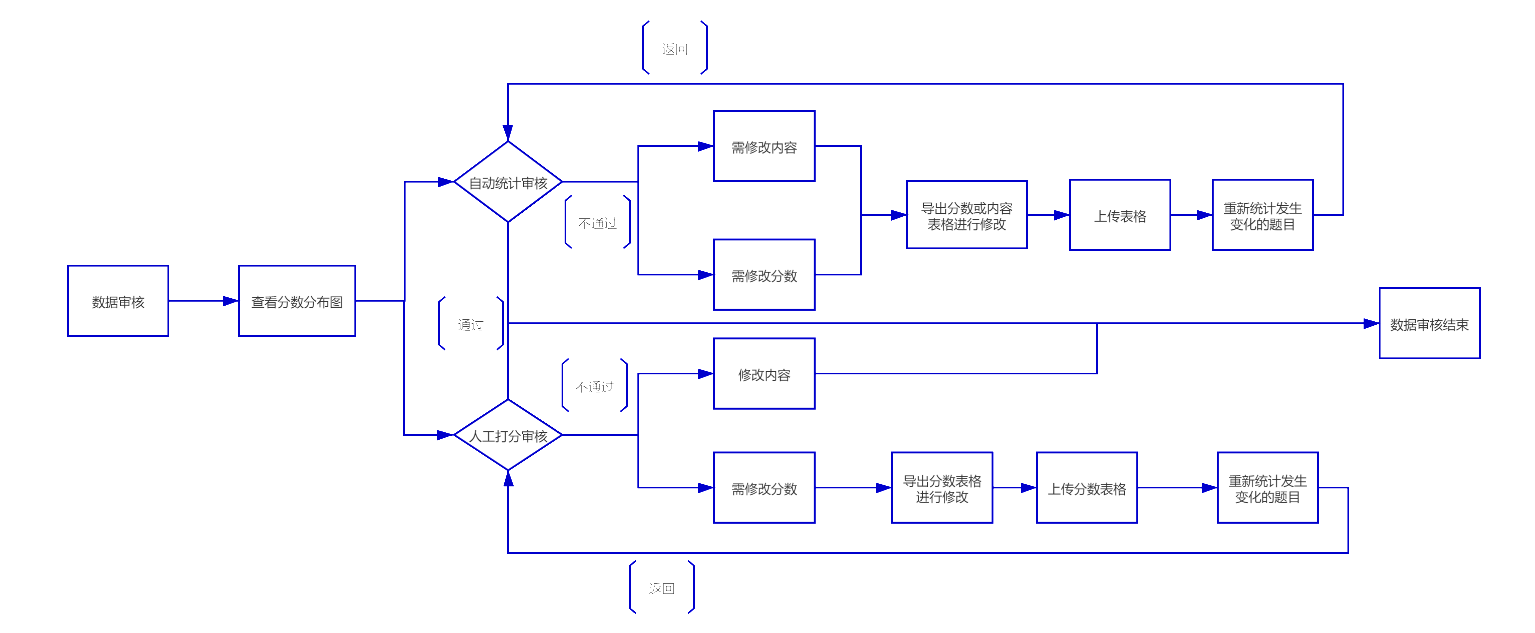 返回
需修改内容
自动统计审核
不通过
导出分数或内容
表格进行修改
上传表格
重新统计发生
变化的题目
需修改分数
数据审核
查看分数分布图
通过
数据审核结束
不通过
修改内容
人工打分审核
需修改分数
导出分数表格
进行修改
上传分数表格
重新统计发生
变化的题目
返回